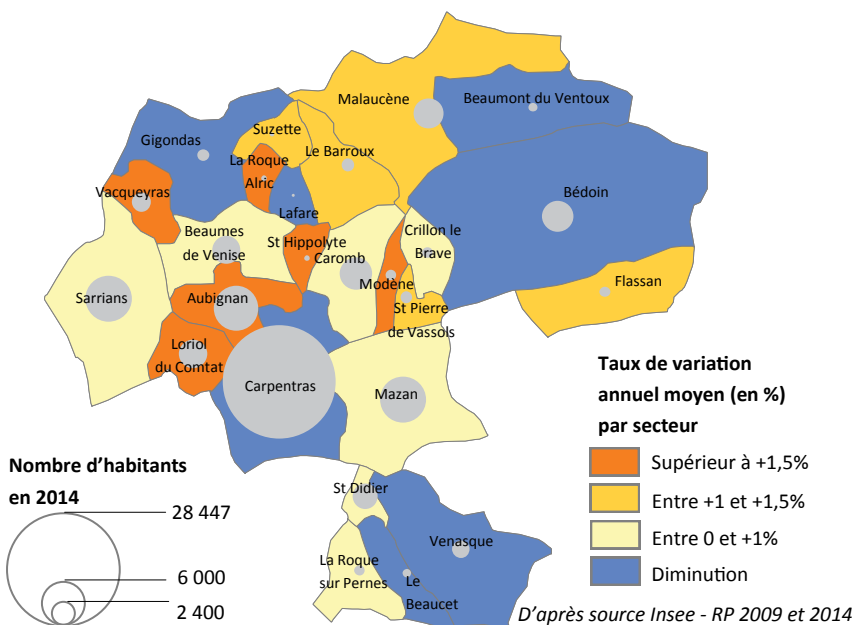 Malaucène
Beaumont du Ventoux
Gigondas
Suzette
La Roque
Alric
Le Barroux
Vacqueyras
Lafare
Bédoin
Beaumes
de Venise
St Hippolyte
Caromb
Crillon le
Brave
Modène
Flassan
Sarrians
Aubignan
St Pierre
de Vassols
Loriol
du Comtat
Carpentras
Mazan
St Didier
Venasque
La Roque
sur Pernes
Le
Beaucet
Nombre d’habitants
en 2014
28 447
6 000
2 400
Taux de variation
annuel moyen (en %)
par secteur
Supérieur à +1,5%
Entre +1 et +1,5%
Entre 0 et +1%
Diminution
D’après source Insee - RP 2009 et 2014